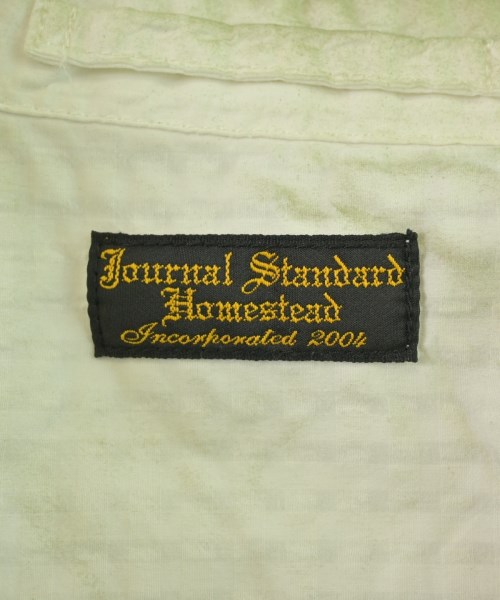 Journal Standard
Homestead
Incorporated 2004